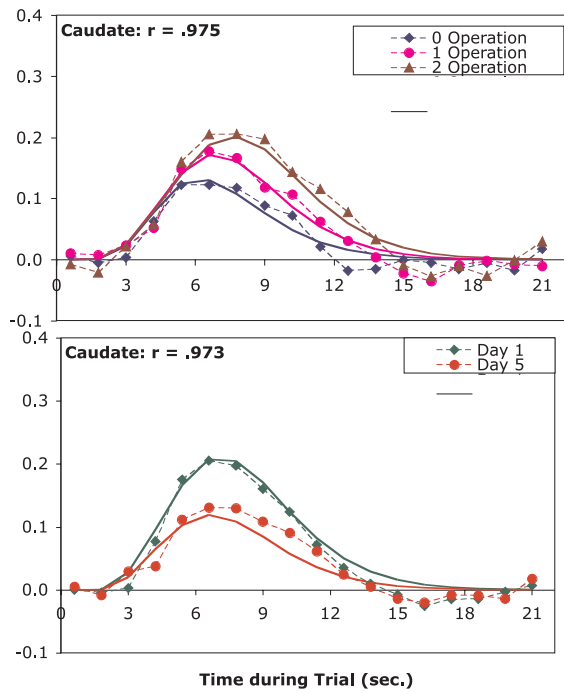 0.4
Caudate: r = .975
0 Operation
1 Operation
2 Operation
0.3
0.2
0.1
0.0
0 3 6 9 12 15 18 21
-0.1
0.4
Caudate: r = .973
Day 1
Day 5
0.3
0.2
0.1
0.0
0 3 6 9 12 15 18 21
-0.1
Time during Trial (sec.)